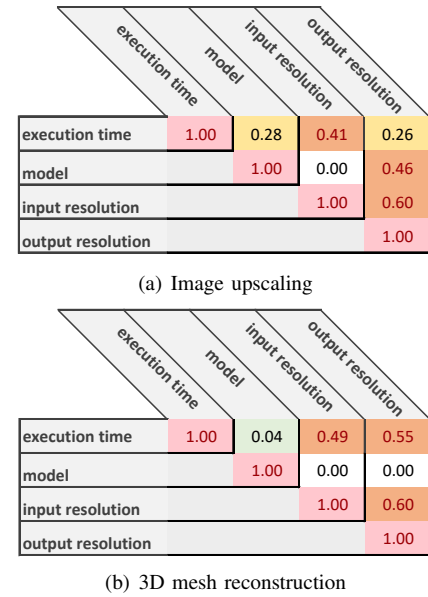 execution time
model
input resolution
output resolution
execution time 1.00 0.28 0.41 0.26
model 1.00 0.00 0.46
input resolution 1.00 0.60
output resolution 1.00
(a) Image upscaling
execution time
model
input resolution
output resolution
execution time 1.00 0.04 0.49 0.55
model 1.00 0.00 0.00
input resolution 1.00 0.60
output resolution 1.00
(b) 3D mesh reconstruction